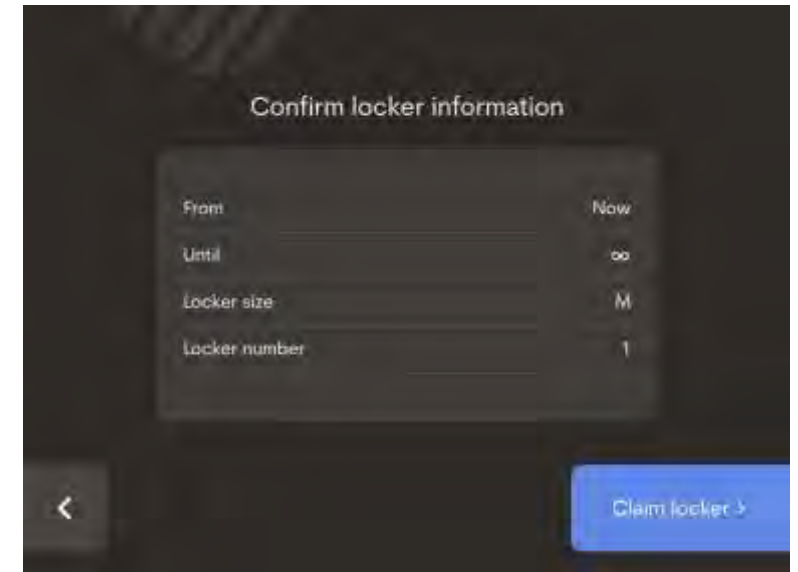 Confirm locker information
From Now
Until ∞
Locker size M
Locker number 1
Claim locker >